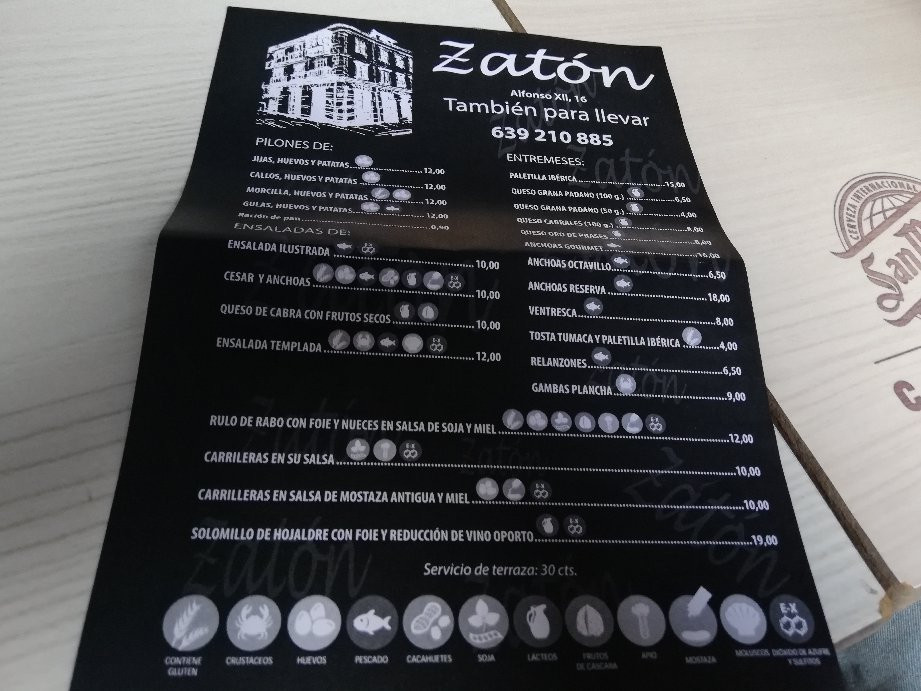 Zatón
Alfonso XII, 16
También para llevar
639 210 885
PILONES DE:
JIJAS, HUEVOS Y PATATAS 12,00
CALLOS, HUEVOS Y PATATAS 12,00
MORCILLA, HUEVOS Y PATATAS 12,00
GULAS, HUEVOS Y PATATAS 12,00
Ración de pan 0,90
ENSALADAS DE:
ENSALADA ILUSTRADA 10,00
CESAR Y ANCHOAS 10,00
QUESO DE CABRA CON FRUTOS SECOS 10,00
ENSALADA TEMPLADA 12,00
ENTREMESES:
PALETILLA IBÉRICA 15,00
QUESO GRANA PADANO (100 g.) 6,50
QUESO GRANA PADANO (50 g.) 4,00
QUESO CABRALES (100 g.) 8,00
QUESO ORO DE
ANCHOAS GOURMET
ANCHOAS OCTAVILLO 6,50
ANCHOAS RESERVA 18,00
VENTRESCA 8,00
TOSTA TUMACA Y PALETILLA IBÉRICA 4,00
RELANZONES 6,50
GAMBAS PLANCHA 9,00
RULO DE RABO CON FOIE Y NUECES EN SALSA DE SOJA Y MIEL 12,00
CARRILERAS EN SU SALSA 10,00
CARRILLERAS EN SALSA DE MOSTAZA ANTIGUA Y MIEL 10,00
SOLOMILLO DE HOJALDRE CON FOIE Y REDUCCIÓN DE VINO OPORTO 19,00
Servicio de terraza: 30 cts.
CONTIENE GLUTEN
CRUSTÁCEOS
HUEVOS
PESCADO
CACAHUETES
SOJA
LACTEOS
FRUTOS DE CÁSCARA
APIO
MOSTAZA
MOLUSCOS
E-X
DIÓXIDO DE AZUFRE Y SULFITOS
CERVEZA INTERNACIONAL
San